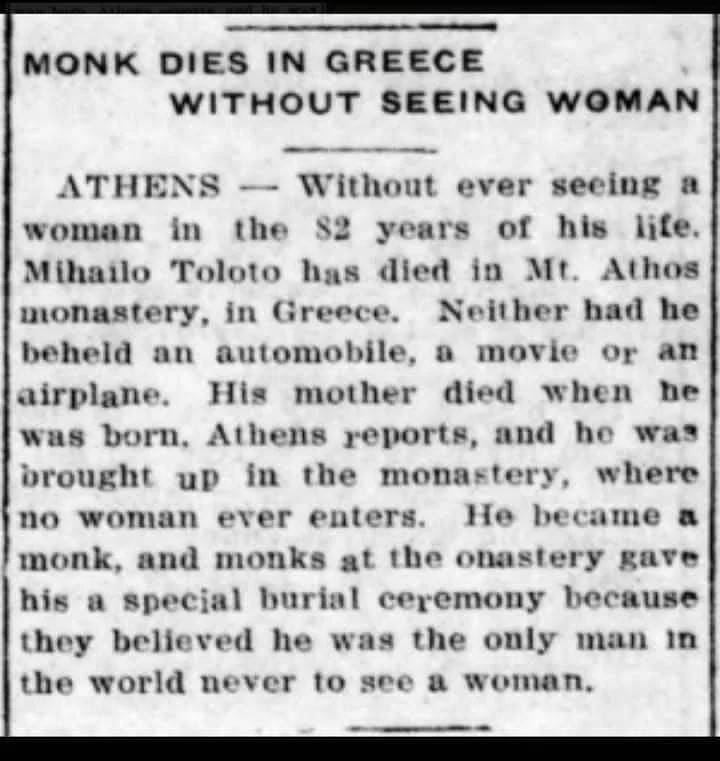 MONK DIES IN GREECE
WITHOUT SEEING WOMAN
ATHENS — Without ever seeing a
woman in the 82 years of his life.
Mihailo Toloto has died in Mt. Athos
monastery, in Greece. Neither had he
beheld an automobile, a movie or an
airplane. His mother died when he
was born. Athens reports, and he was
brought up in the monastery, where
no woman ever enters. He became a
monk, and monks at the onastery gave
his a special burial ceremony because
they believed he was the only man in
the world never to see a woman.